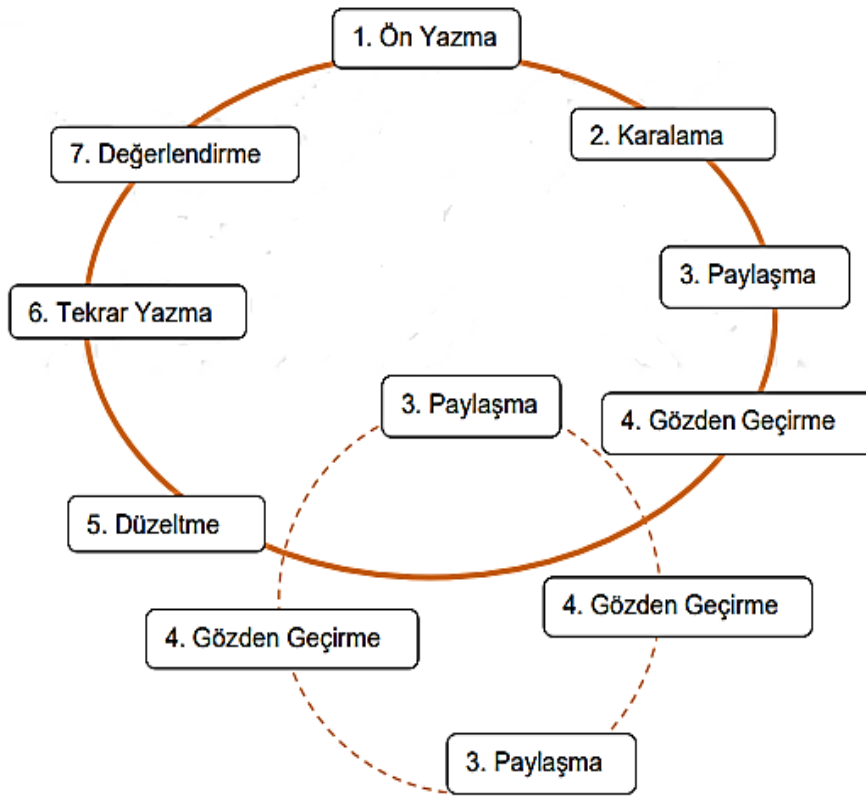 1. Ön Yazma
2. Karalama
7. Değerlendirme
3. Paylaşma
6. Tekrar Yazma
3. Paylaşma
4. Gözden Geçirme
5. Düzeltme
4. Gözden Geçirme
4. Gözden Geçirme
3. Paylaşma